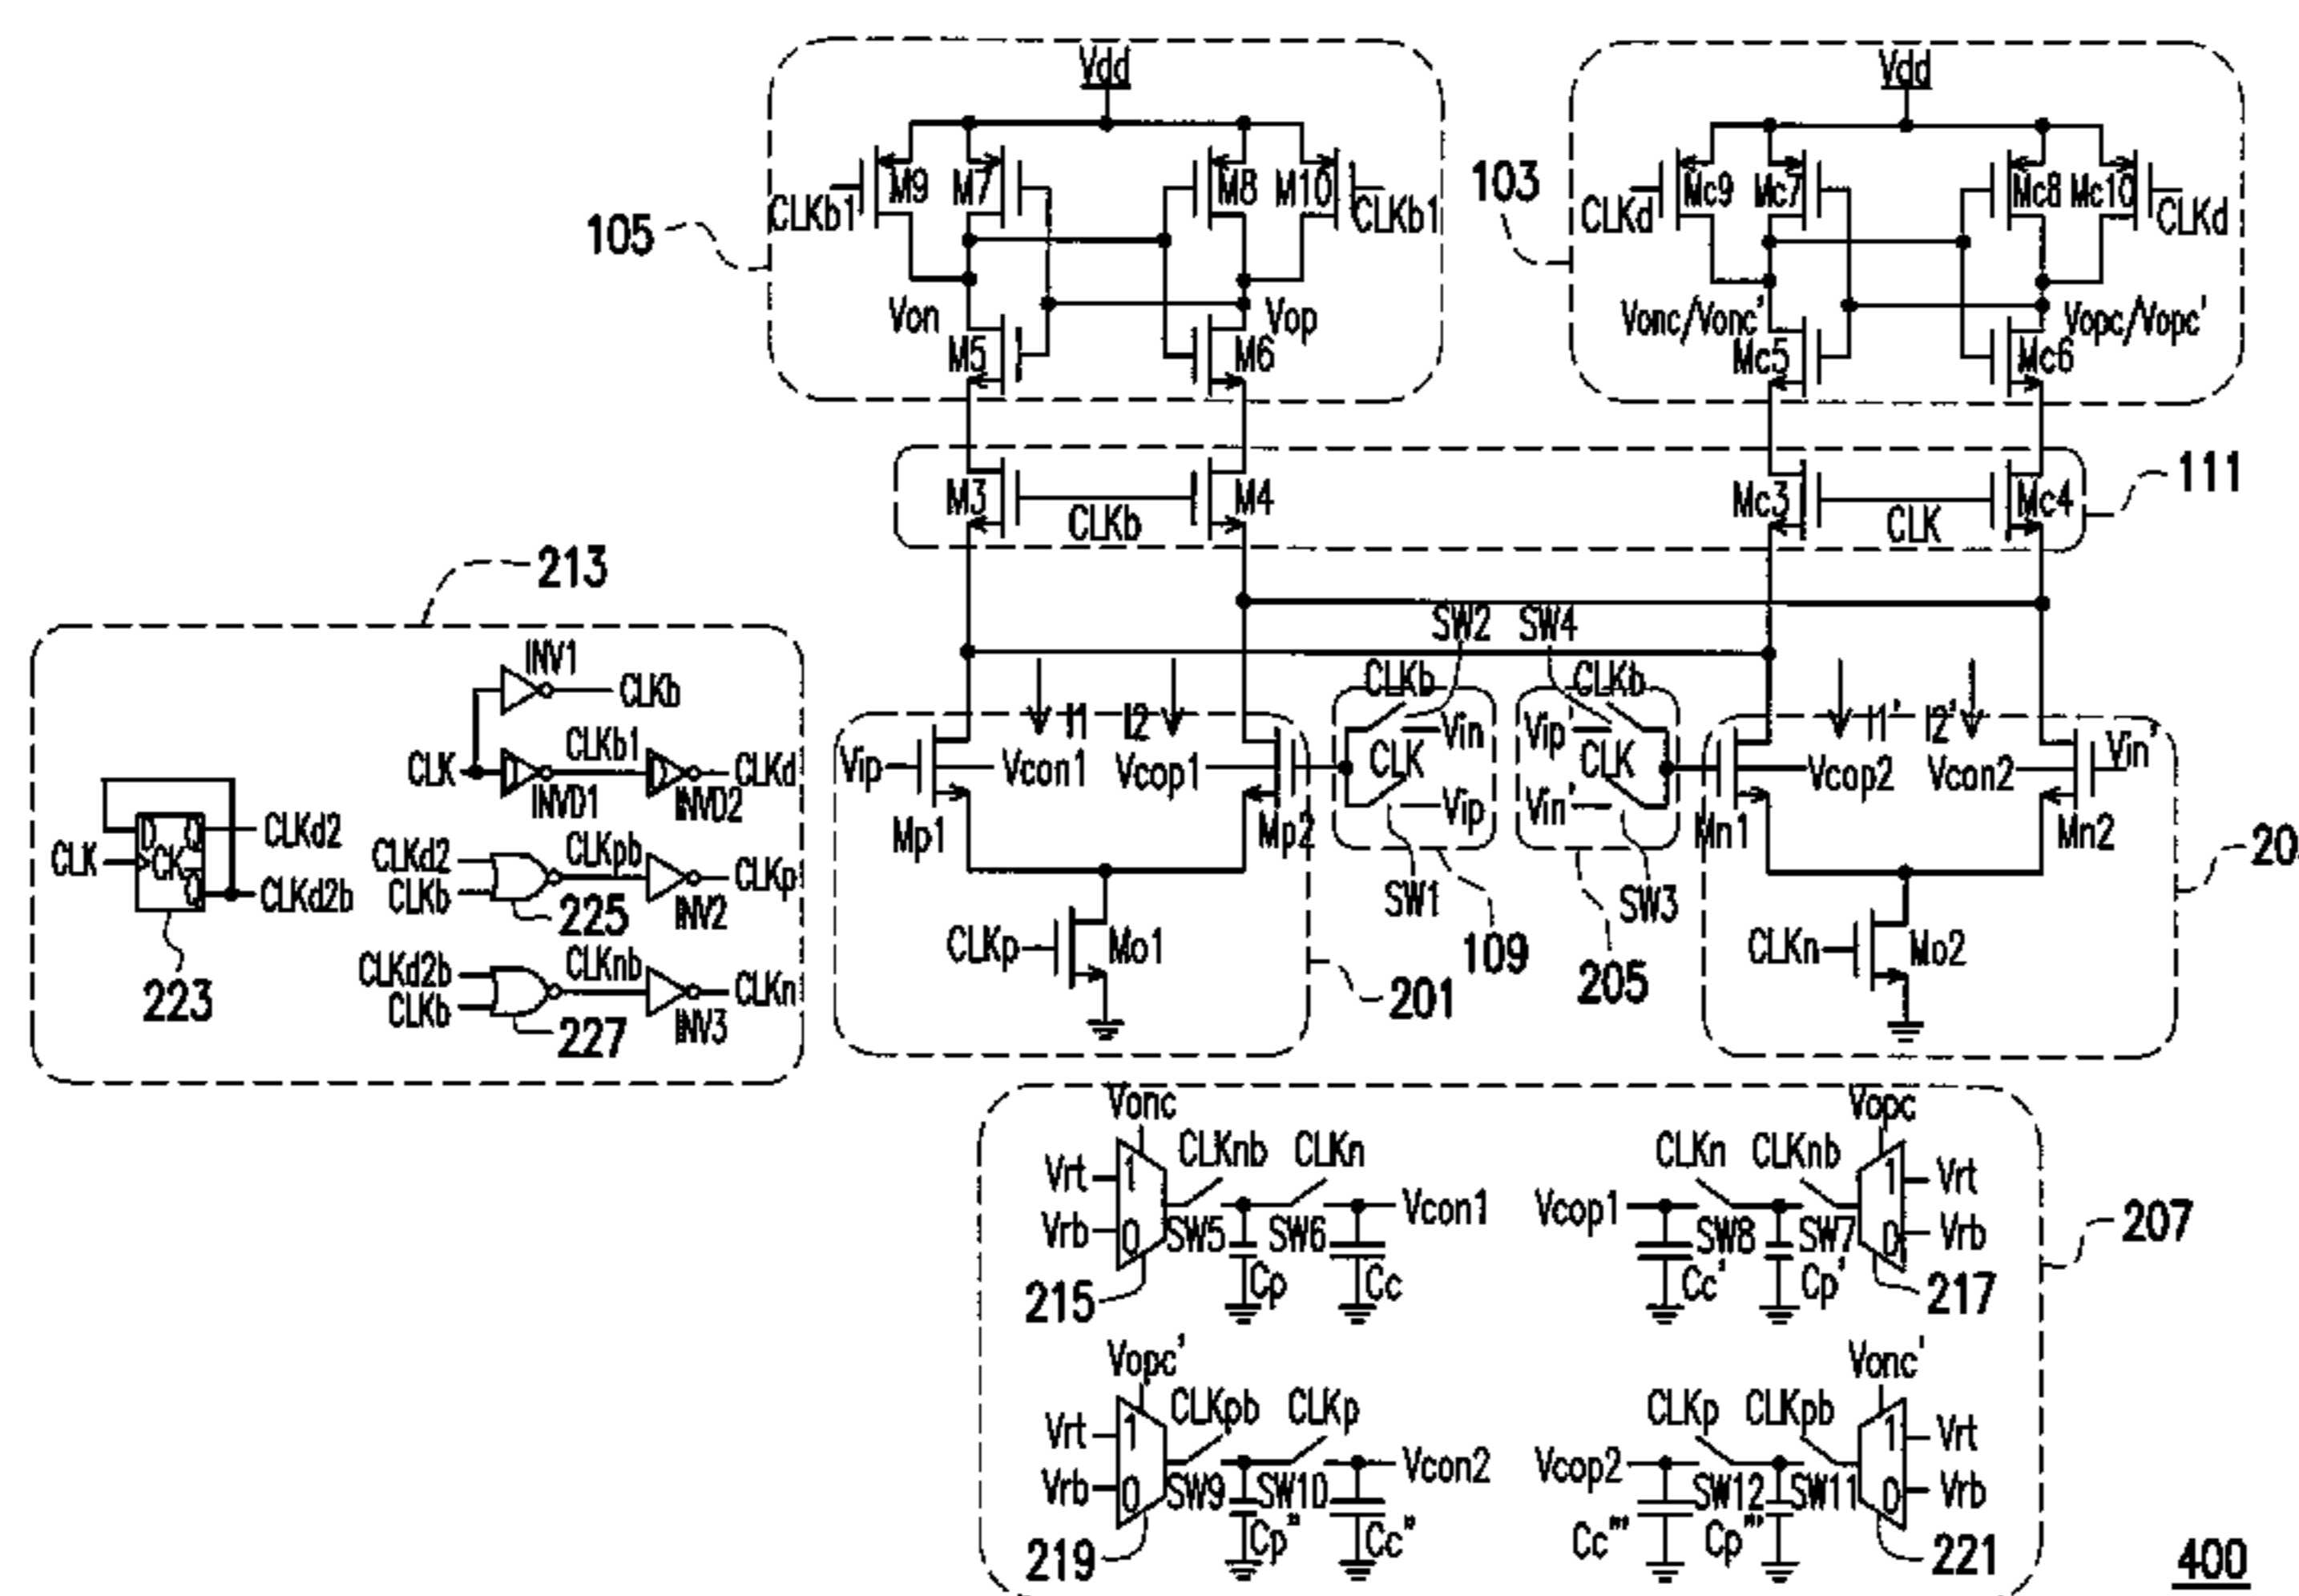 Vdd
Vdd
M9 M7 M8 M10
CLKb1 CLKb1
105
Mc9 Mc7 Mc8 Mc10
CLKd CLKd
103
Von Vop
M5 M6
Vonc/Vonc' Vopc/Vopc'
Mc5 Mc6
M3 CLKb M4
Mc3 CLK Mc4
111
213
INV1
CLKb
CLK
CLKb1
CLKd
INVD1 INVD2
D Q
CLK CK
Q
CLKd2
CLKd2b
223
CLKd2
CLKb
CLKpb
CLKp
225 INV2
CLKd2b
CLKb
CLKnb
CLKn
227 INV3
SW2 SW4
CLKb CLKb
I1 I2
Vin Vip'
I1' I2'
Vip Vcon1 Vcop1
CLK CLK
Vcop2 Vcon2 Vin'
Vip Vin'
Mp1 Mp2 Mn1 Mn2
SW1 SW3
CLKp Mo1
109
205
CLKn Mo2
201
20
Vonc Vopc
CLKnb CLKn CLKn CLKnb
Vrt 1 Vcon1 Vcop1 1 Vrt
Vrb 0 SW5 SW6 SW8 SW7 0 Vrb
Cp Cc Cc' Cp'
215 217
207
Vopc' Vonc'
CLKpb CLKp CLKp CLKpb
Vrt 1 Vcon2 Vcop2 1 Vrt
Vrb 0 SW9 SW10 SW12 SW11 0 Vrb
Cp" Cc" Cc"' Cp"'
219 221
400